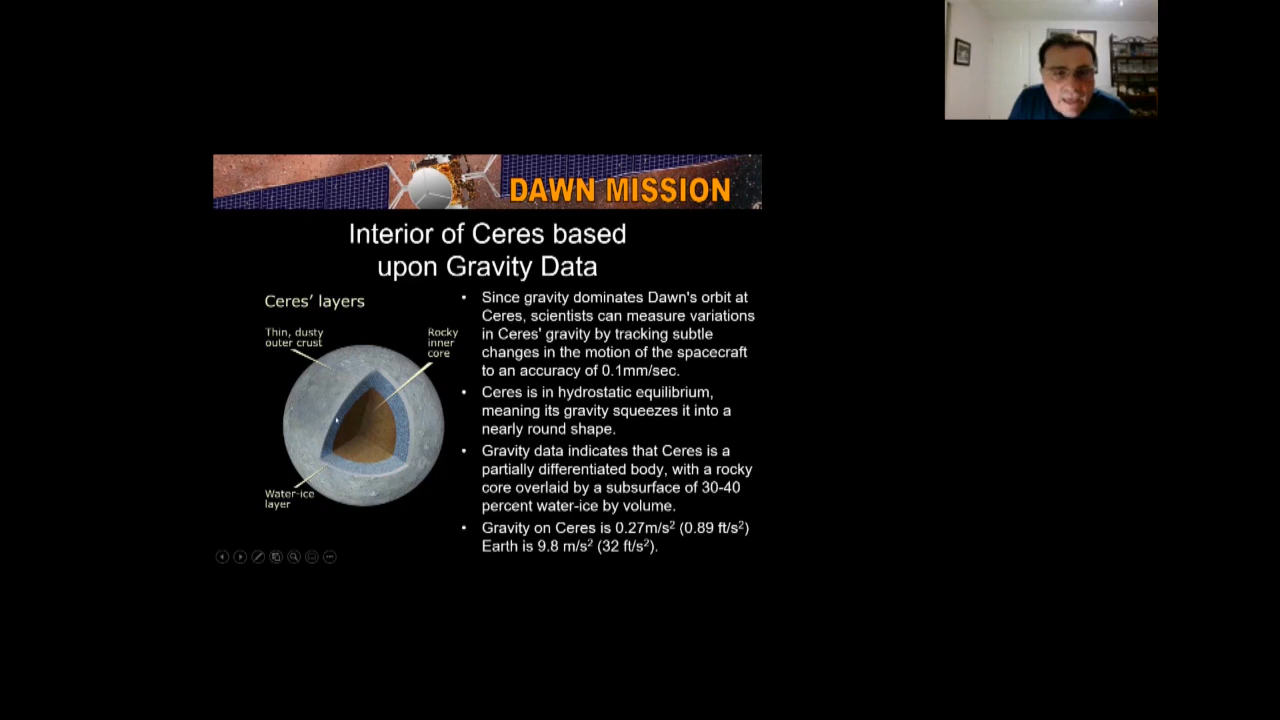 DAWN MISSION
Interior of Ceres based
upon Gravity Data
Ceres' layers
Thin, dusty
outer crust
Rocky
inner
core
Water-ice
layer
• Since gravity dominates Dawn's orbit at
Ceres, scientists can measure variations
in Ceres' gravity by tracking subtle
changes in the motion of the spacecraft
to an accuracy of 0.1mm/sec.
• Ceres is in hydrostatic equilibrium,
meaning its gravity squeezes it into a
nearly round shape.
• Gravity data indicates that Ceres is a
partially differentiated body, with a rocky
core overlaid by a subsurface of 30-40
percent water-ice by volume.
• Gravity on Ceres is 0.27m/s² (0.89 ft/s²)
Earth is 9.8 m/s² (32 ft/s²).